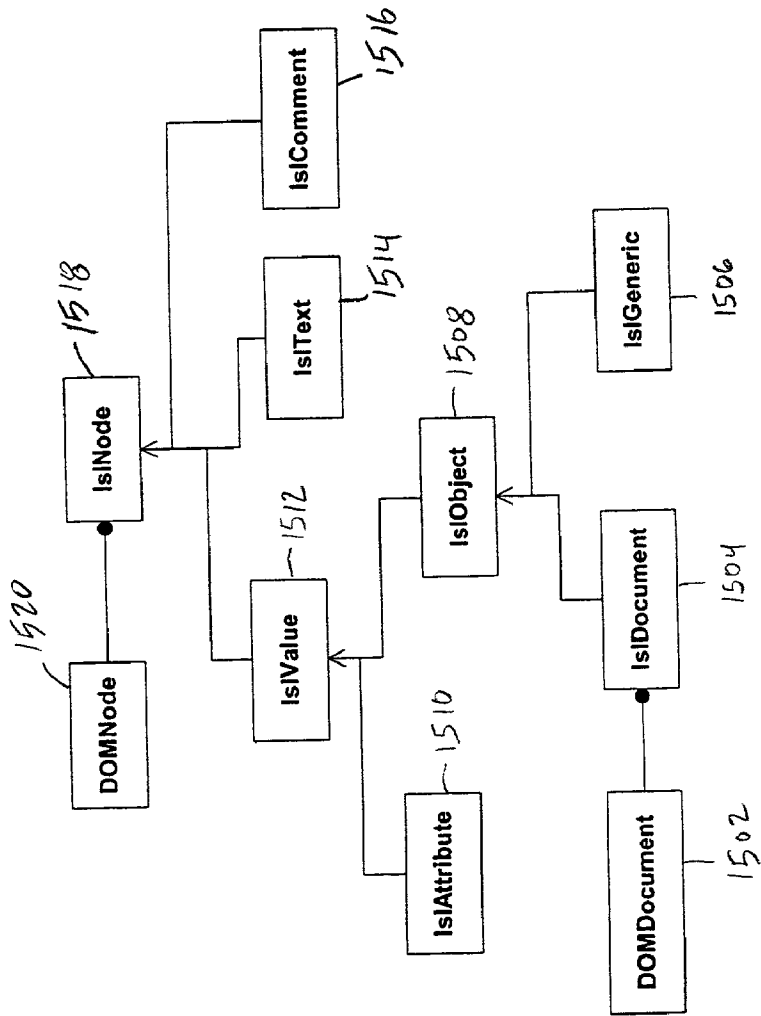 1520
DOMNode
IslNode
1518
IslValue
1512
IslText
1514
IslComment
1516
IslAttribute
1510
IslObject
1508
DOMDocument
1502
IslDocument
1504
IslGeneric
1506